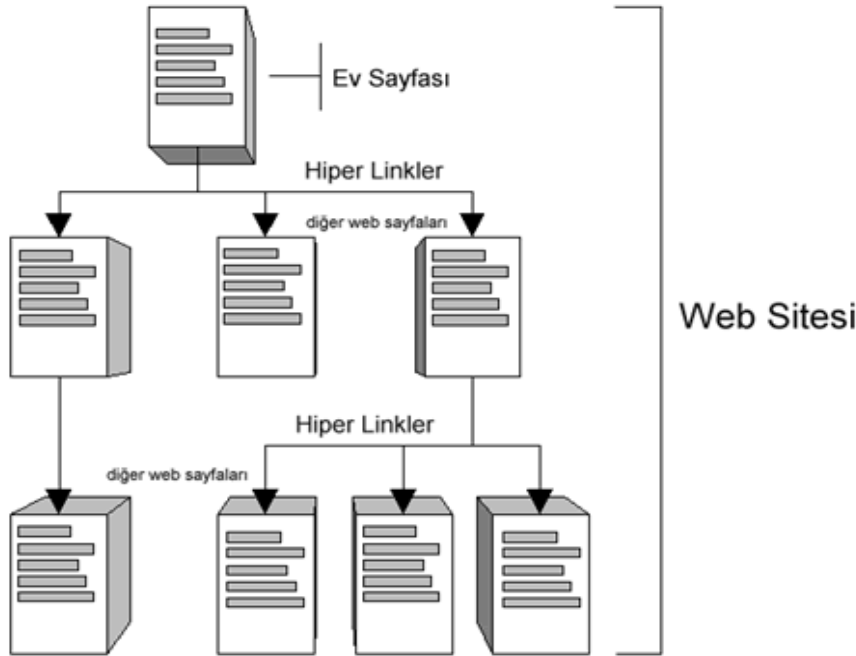 Ev Sayfası
Hiper Linkler
diğer web sayfaları
Web Sitesi
Hiper Linkler
diğer web sayfaları